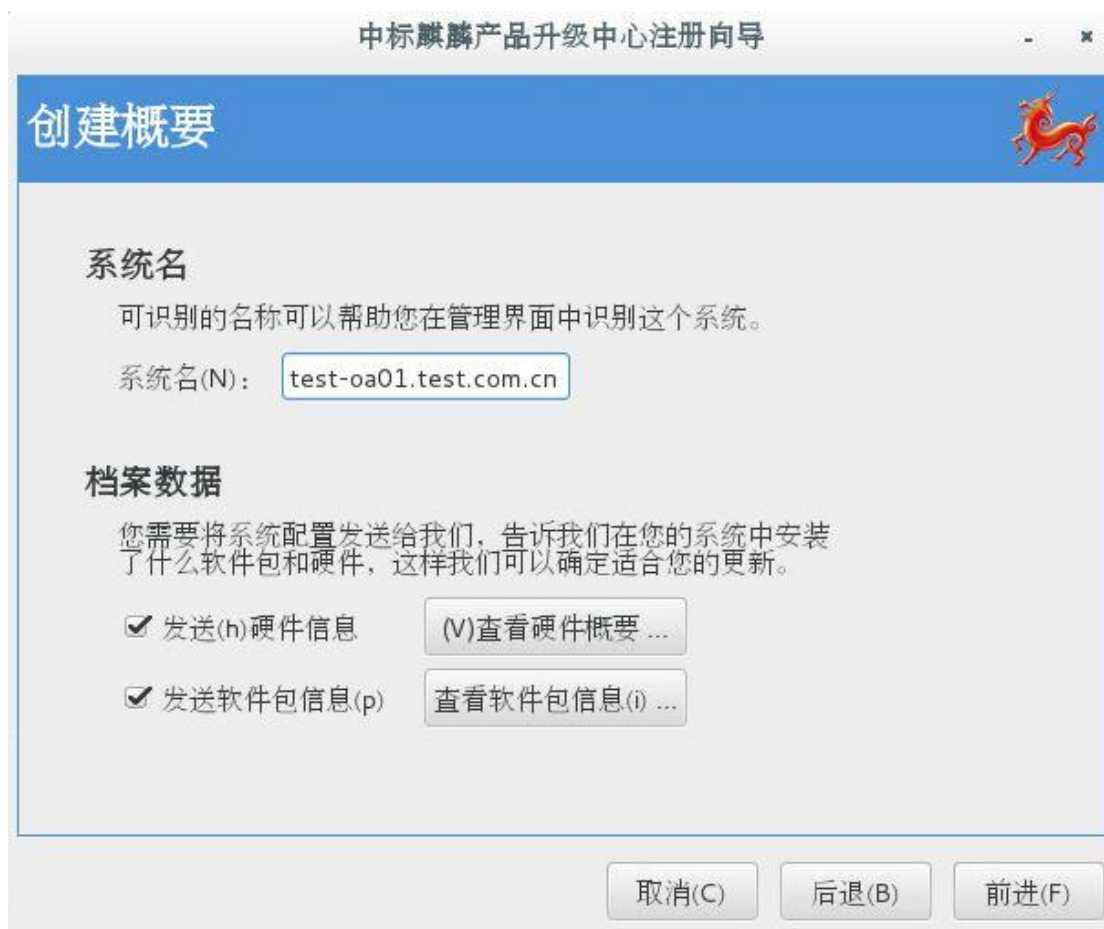 中标麒麟产品升级中心注册向导
创建概要
系统名
可识别的名称可以帮助您在管理界面中识别这个系统。
系统名(N)： test-oa01.test.com.cn
档案数据
您需要将系统配置发送给我们，告诉我们在您的系统中安装
了什么软件包和硬件，这样我们可以确定适合您的更新。
发送(h)硬件信息 (V)查看硬件概要 ...
发送软件包信息(p) 查看软件包信息(i) ...
取消(C) 后退(B) 前进(F)